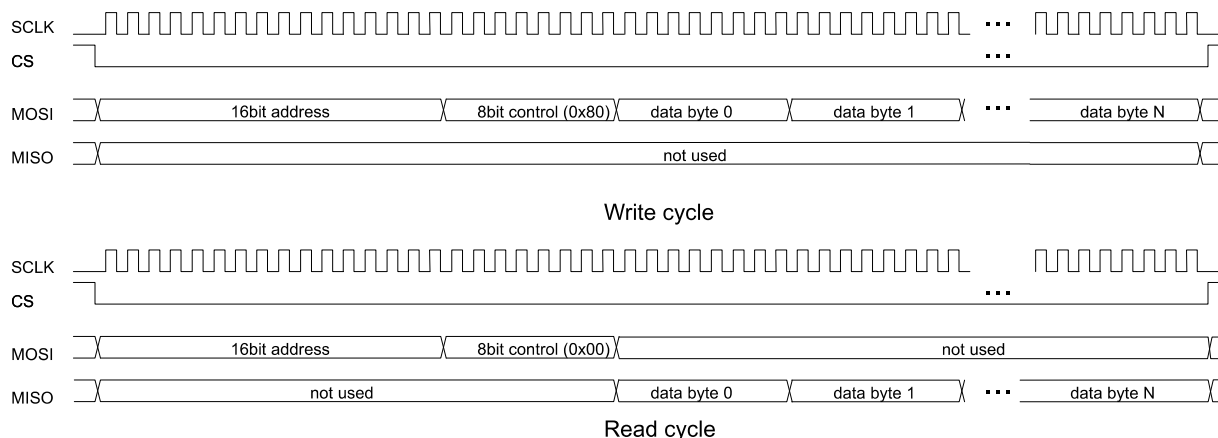 SCLK
CS
MOSI 16bit address 8bit control (0x80) data byte 0 data byte 1 data byte N
MISO not used
Write cycle
SCLK
CS
MOSI 16bit address 8bit control (0x00) not used
MISO not used data byte 0 data byte 1 data byte N
Read cycle